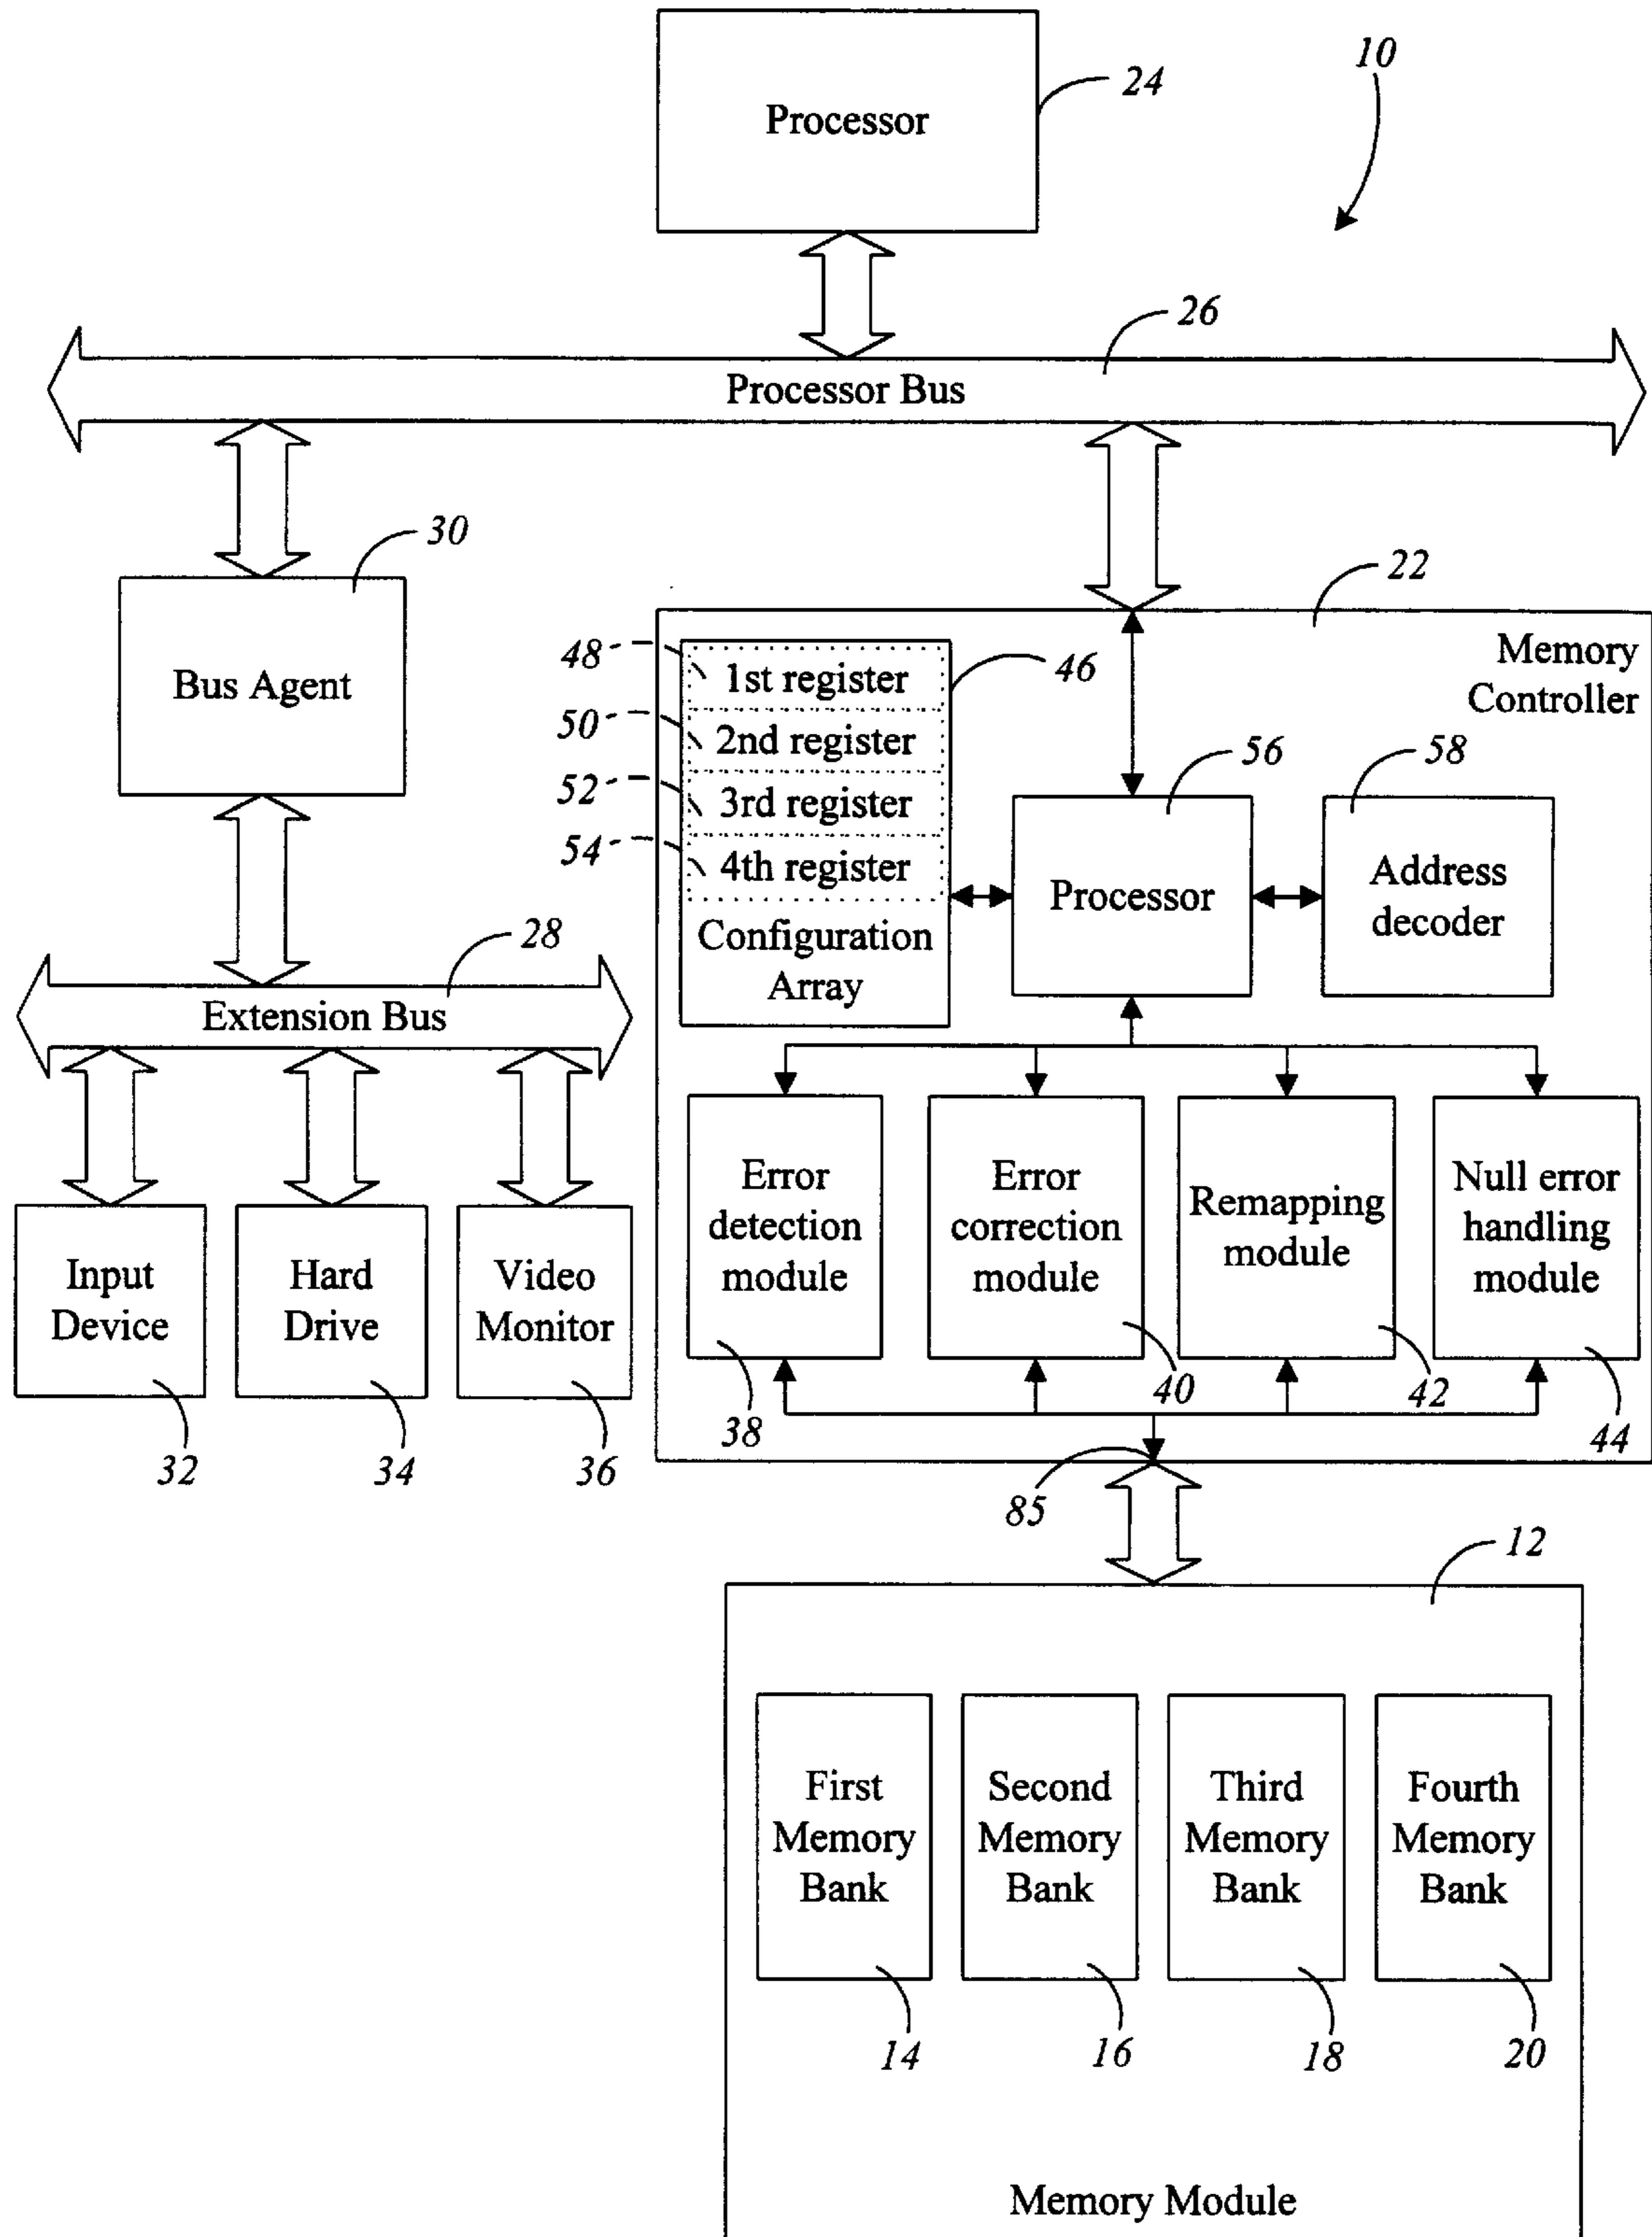 10
24
Processor
26
Processor Bus
30
Bus Agent
22
Memory
Controller
48
1st register
46
50
2nd register
52
3rd register
54
4th register
Configuration
Array
56
Processor
58
Address
decoder
28
Extension Bus
Error
detection
module
38
Error
correction
module
40
Remapping
module
42
Null error
handling
module
44
Input
Device
32
Hard
Drive
34
Video
Monitor
36
85
12
First
Memory
Bank
14
Second
Memory
Bank
16
Third
Memory
Bank
18
Fourth
Memory
Bank
20
Memory Module